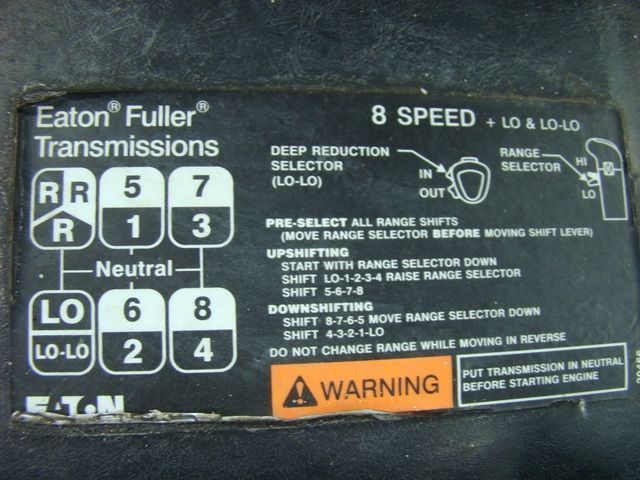 Eaton® Fuller®
Transmissions
8 SPEED + LO & LO-LO
DEEP REDUCTION
SELECTOR
(LO-LO)
IN
OUT
RANGE
SELECTOR
HI
LO
R R
R
5
1
7
3
Neutral
LO
LO-LO
6
2
8
4
PRE-SELECT ALL RANGE SHIFTS
(MOVE RANGE SELECTOR BEFORE MOVING SHIFT LEVER)
UPSHIFTING
START WITH RANGE SELECTOR DOWN
SHIFT LO-1-2-3-4 RAISE RANGE SELECTOR
SHIFT 5-6-7-8
DOWNSHIFTING
SHIFT 8-7-6-5 MOVE RANGE SELECTOR DOWN
SHIFT 4-3-2-1-LO
DO NOT CHANGE RANGE WHILE MOVING IN REVERSE
WARNING
PUT TRANSMISSION IN NEUTRAL
BEFORE STARTING ENGINE
EATON